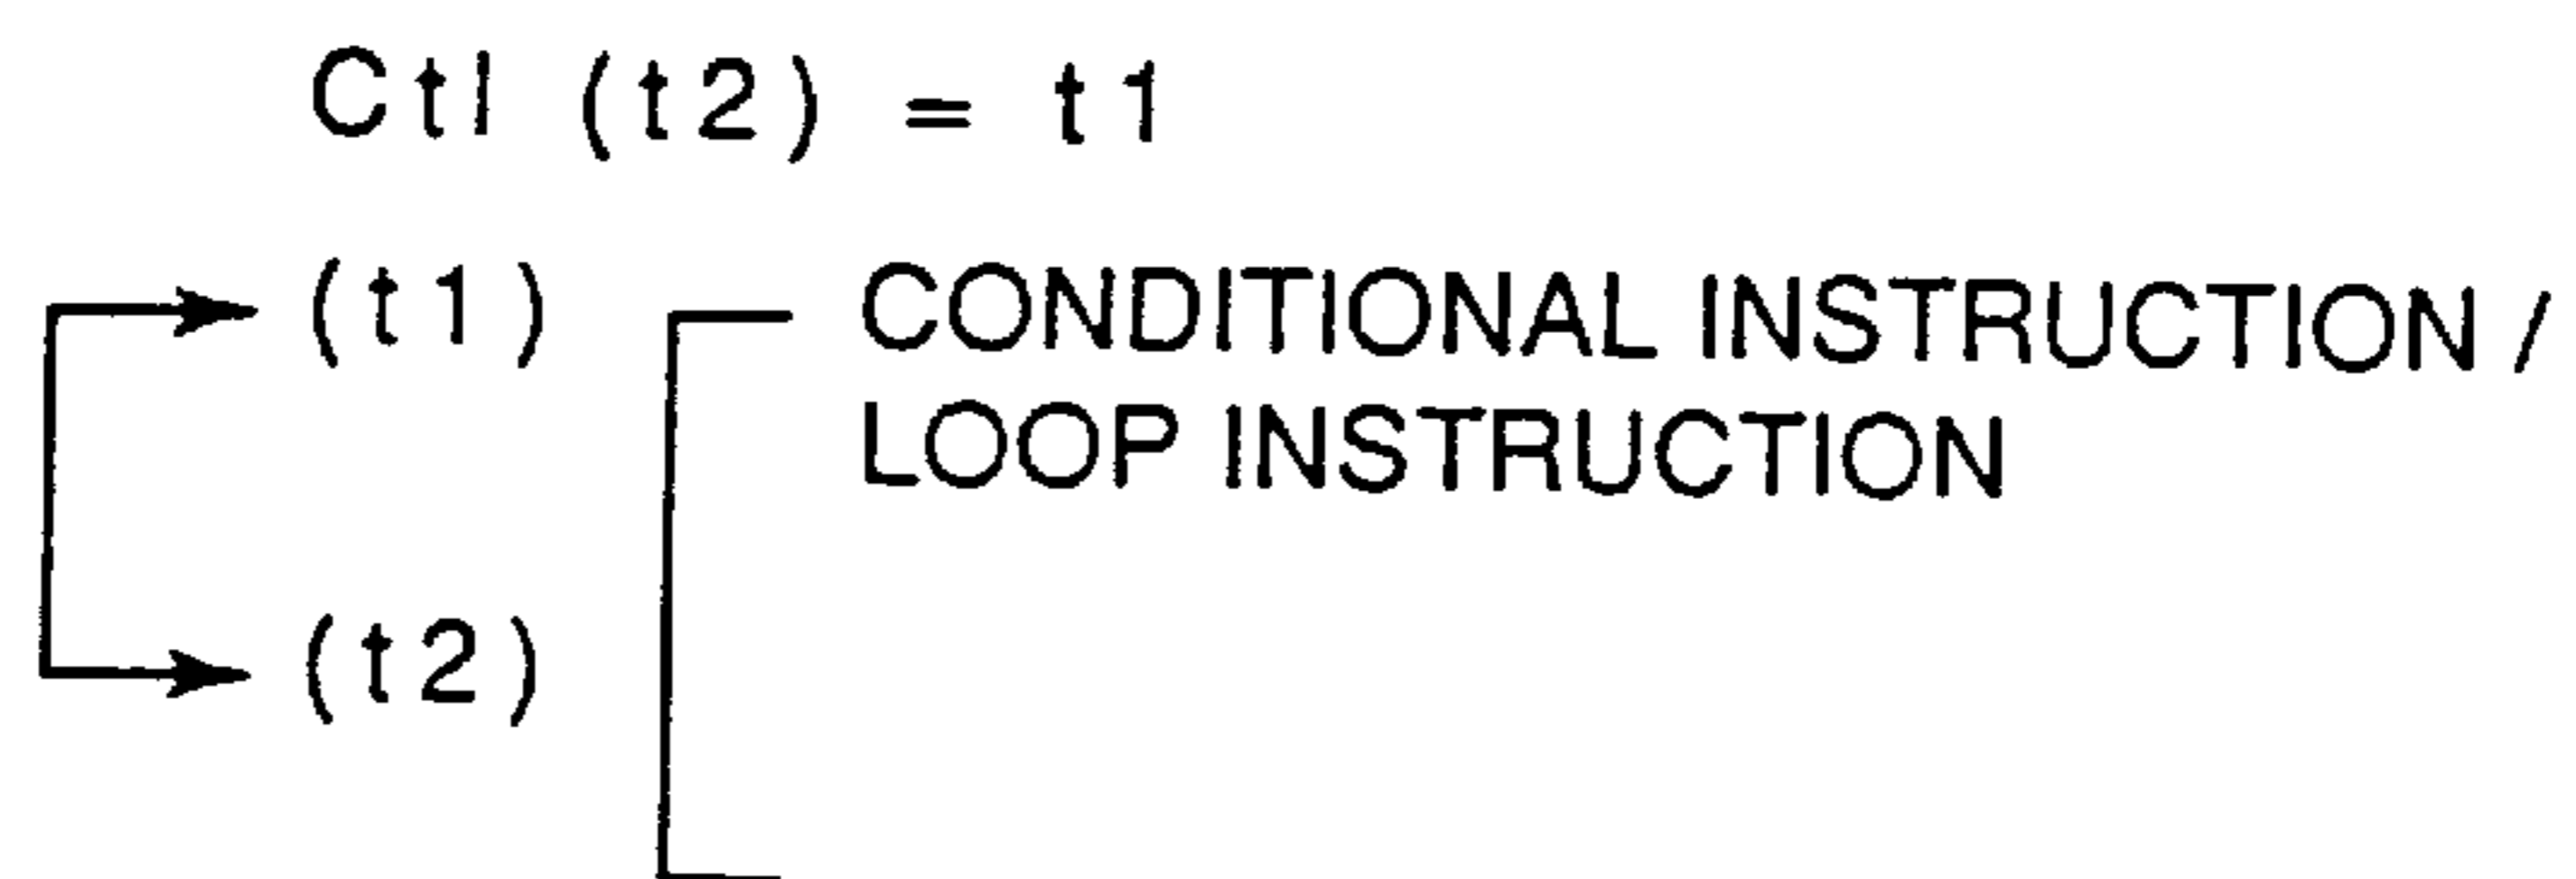 Ctl (t2) = t1
(t1) CONDITIONAL INSTRUCTION /
LOOP INSTRUCTION
(t2)